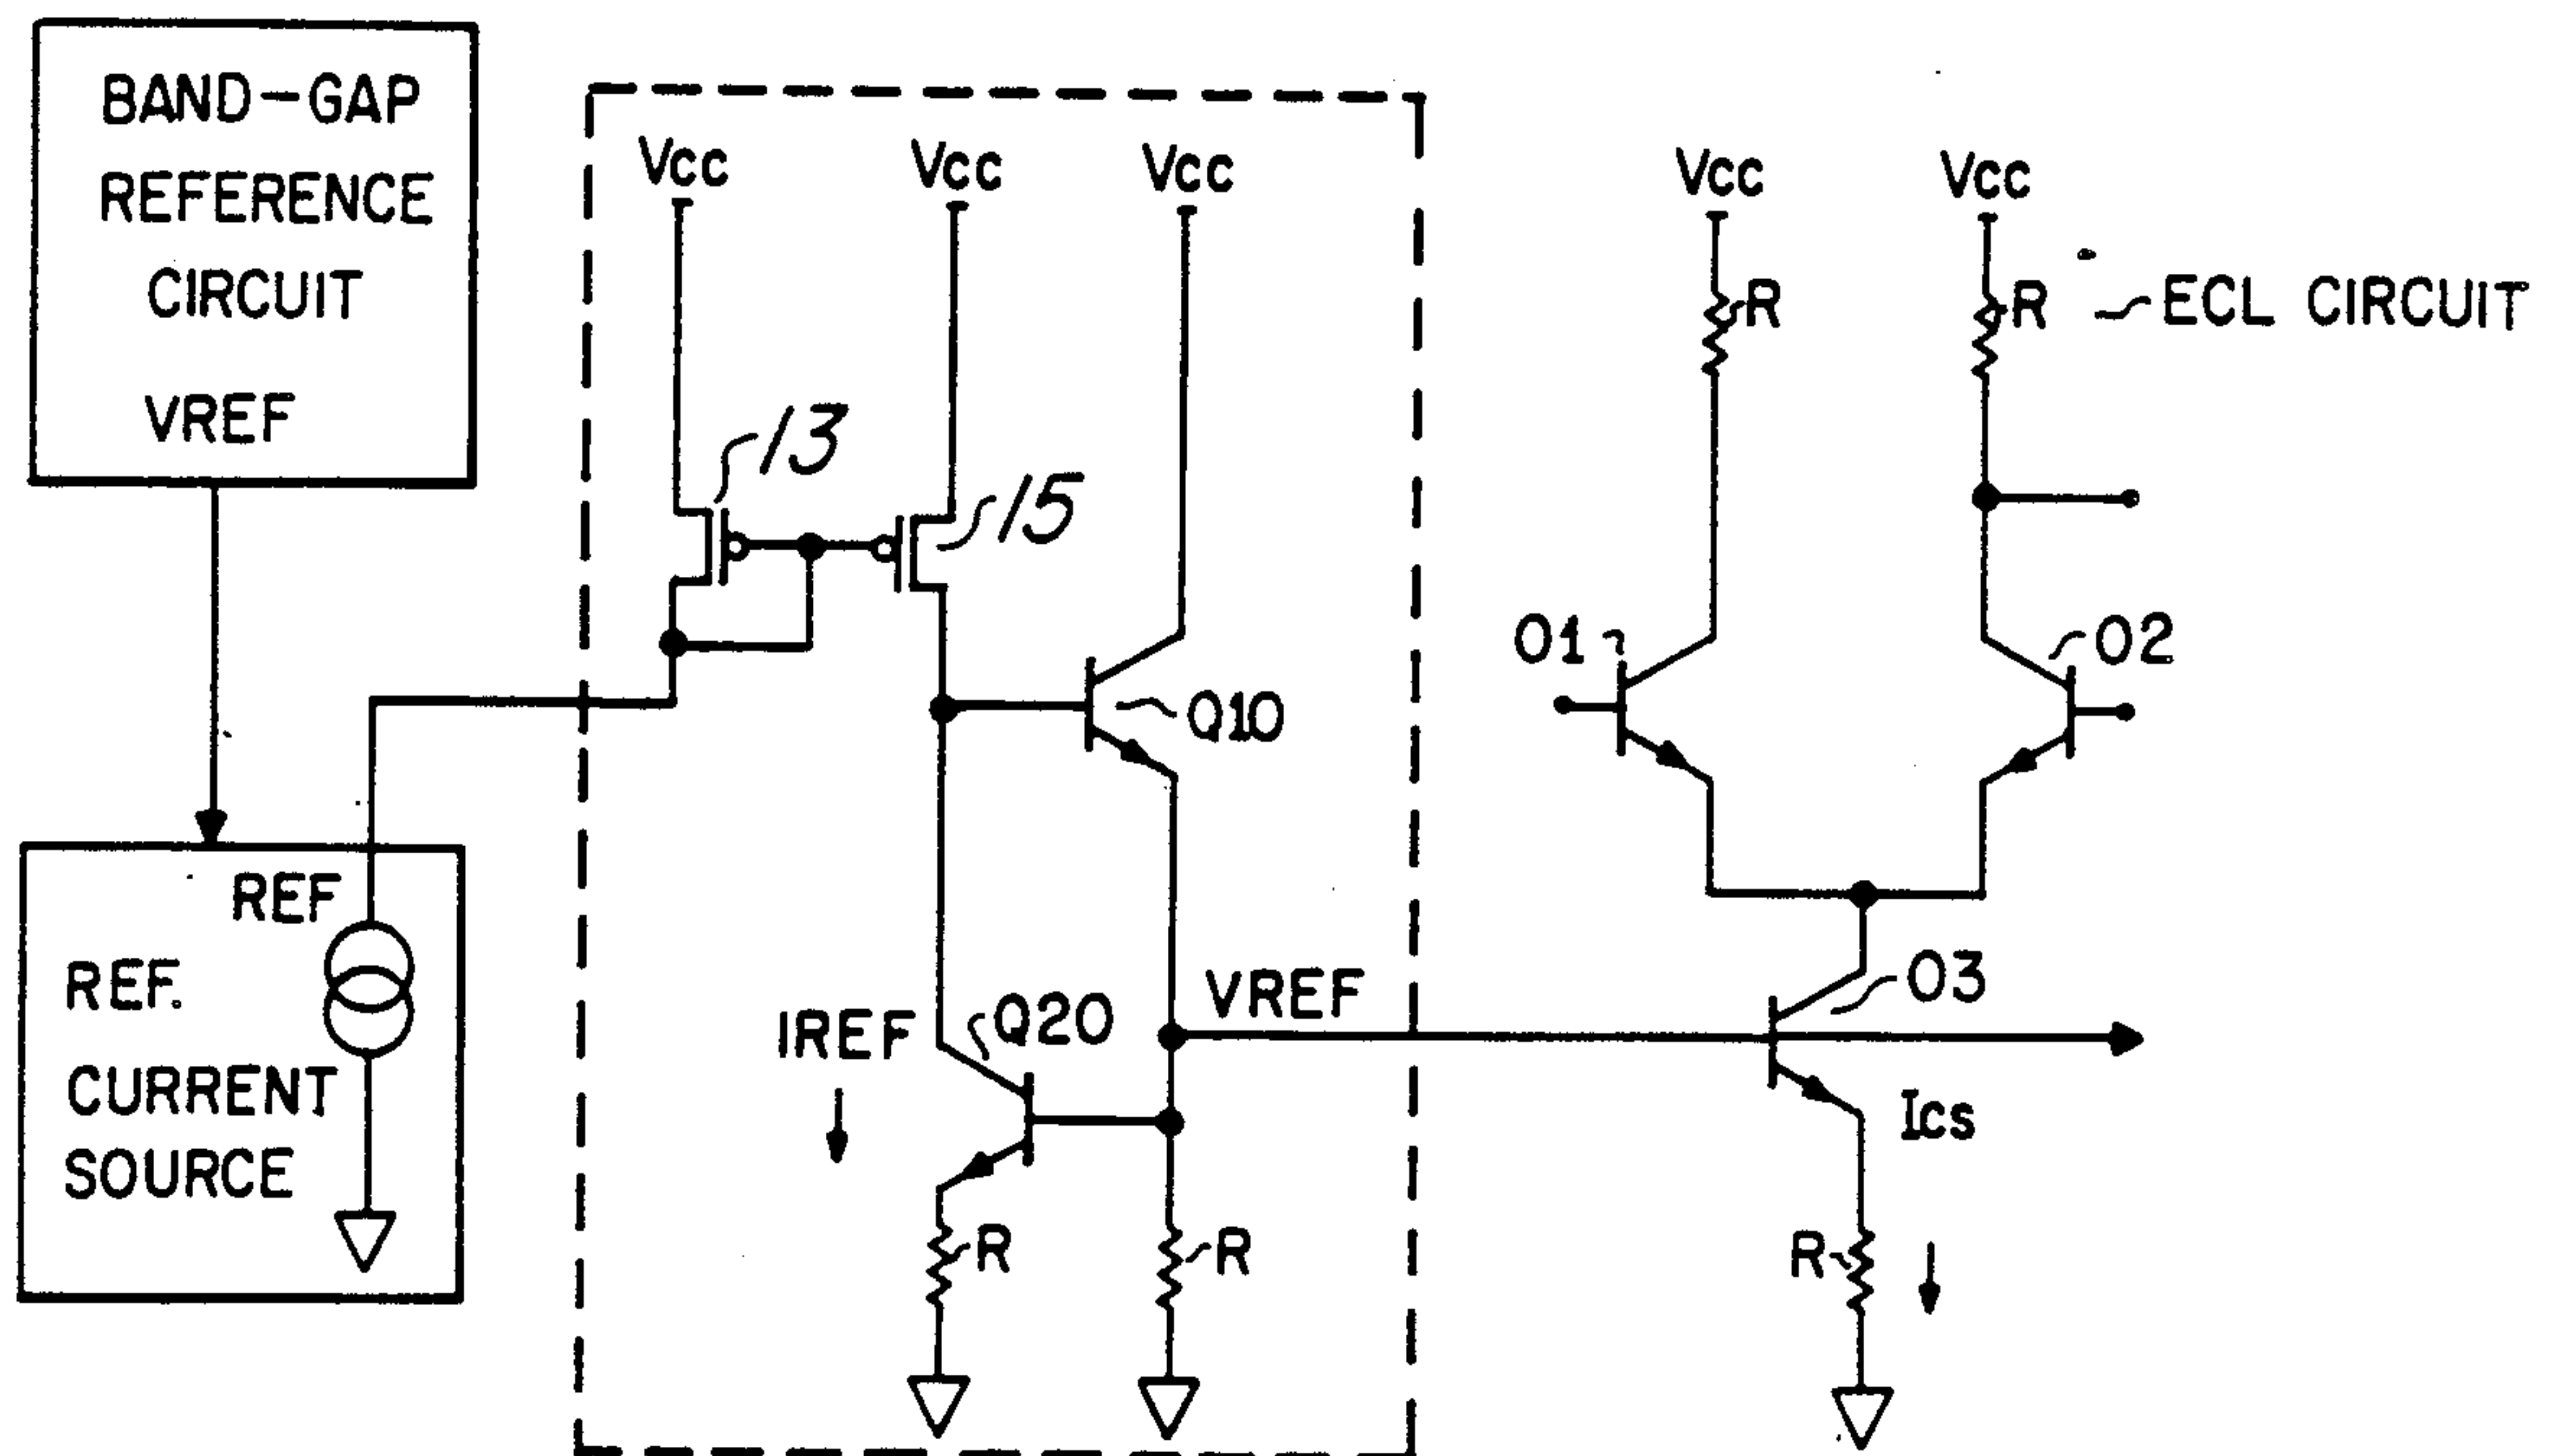 BAND-GAP
REFERENCE
CIRCUIT
VREF
REF
REF.
CURRENT
SOURCE
Vcc
Vcc
Vcc
13
15
Q10
Q20
IREF
VREF
R
R
Vcc
Vcc
R
R
ECL CIRCUIT
O1
O2
O3
Ics
R